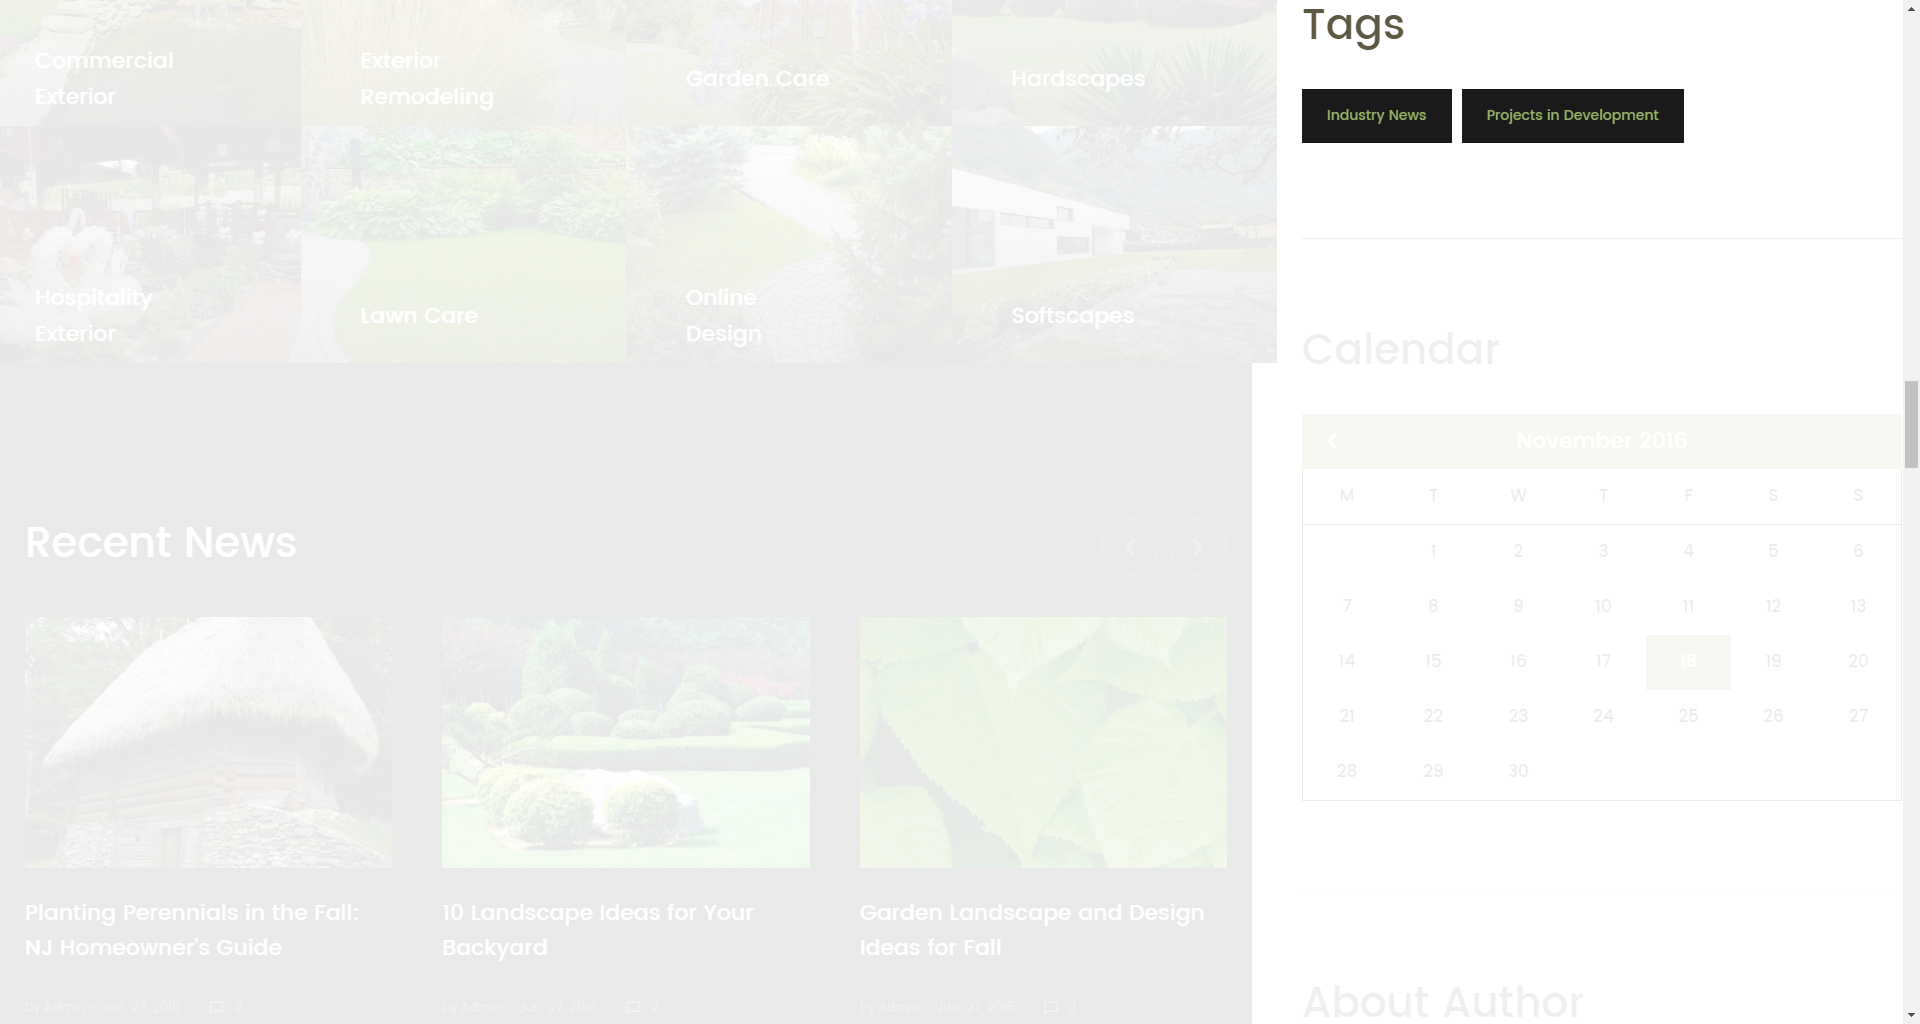 Commercial
Exterior
Exterior
Remodeling
Garden Care
Hardscapes
Hospitality
Exterior
Lawn Care
Online
Design
Softscapes
Recent News
Planting Perennials in the Fall:
NJ Homeowner's Guide
by Admin - Jun. 27, 2016 2
10 Landscape Ideas for Your
Backyard
by Admin - Jun. 27, 2016 2
Garden Landscape and Design
Ideas for Fall
by Admin - Jun. 27, 2016 2
Tags
Industry News
Projects in Development
Calendar
November 2016
M T W T F S S
1 2 3 4 5 6
7 8 9 10 11 12 13
14 15 16 17 18 19 20
21 22 23 24 25 26 27
28 29 30
About Author